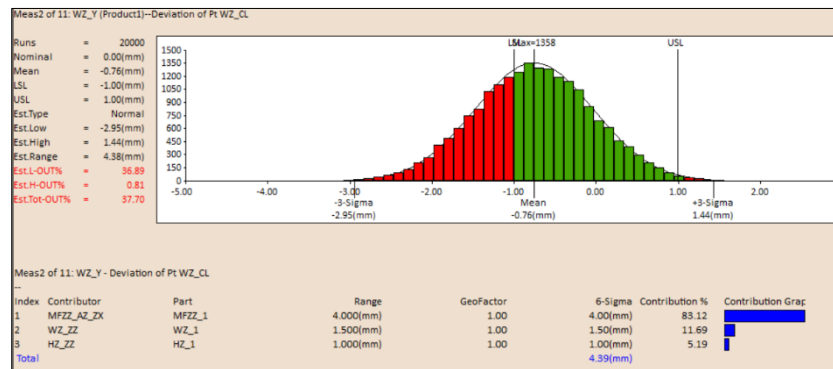 Meas2 of 11: WZ_Y (Product1)--Deviation of Pt WZ_CL
Runs = 20000
Nominal = 0.00(mm)
Mean = -0.76(mm)
LSL = -1.00(mm)
USL = 1.00(mm)
Est.Type Normal
Est.Low = -2.95(mm)
Est.High = 1.44(mm)
Est.Range = 4.38(mm)
Est.L-OUT% = 36.89
Est.H-OUT% = 0.81
Est.Tot-OUT% = 37.70
LSL Max=1358 USL
1500
1350
1200
1050
900
750
600
450
300
150
0
-5.00 -4.00 -3.00 -2.00 -1.00 0.00 1.00 2.00
-3-Sigma Mean +3-Sigma
-2.95(mm) -0.76(mm) 1.44(mm)
Meas2 of 11: WZ_Y - Deviation of Pt WZ_CL
--
Index Contributor Part Range GeoFactor 6-Sigma Contribution % Contribution Grap
1 MFZZ_AZ_ZX MFZZ_1 4.000(mm) 1.00 4.00(mm) 83.12
2 WZ_ZZ WZ_1 1.500(mm) 1.00 1.50(mm) 11.69
3 HZ_ZZ HZ_1 1.000(mm) 1.00 1.00(mm) 5.19
Total 4.39(mm)